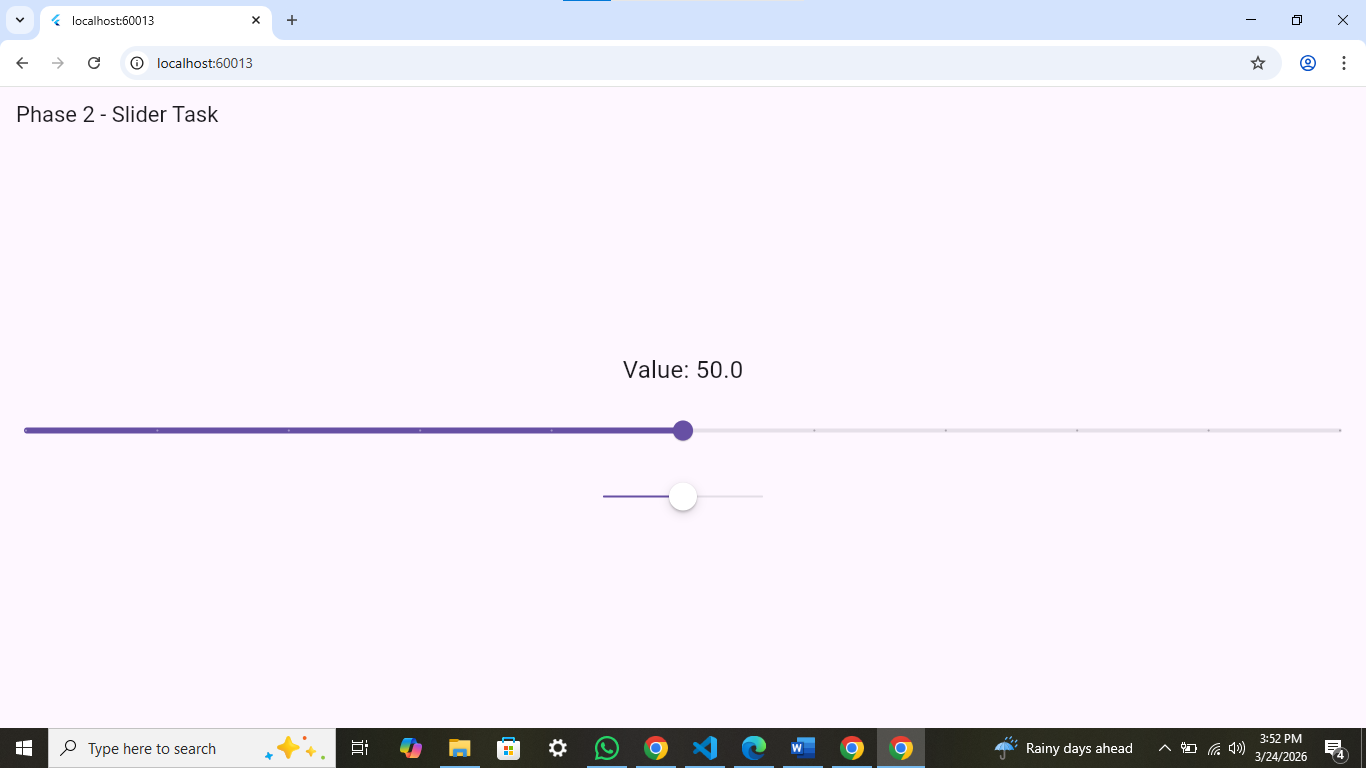 localhost:60013
localhost:60013
Phase 2 - Slider Task
Value: 50.0
Type here to search
Rainy days ahead
3:52 PM
3/24/2026
4